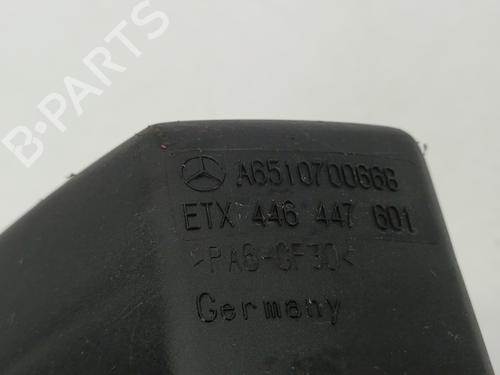 B-PARTS
A6510700668
ETX 446 447 601
>PA6-GF30<
Germany